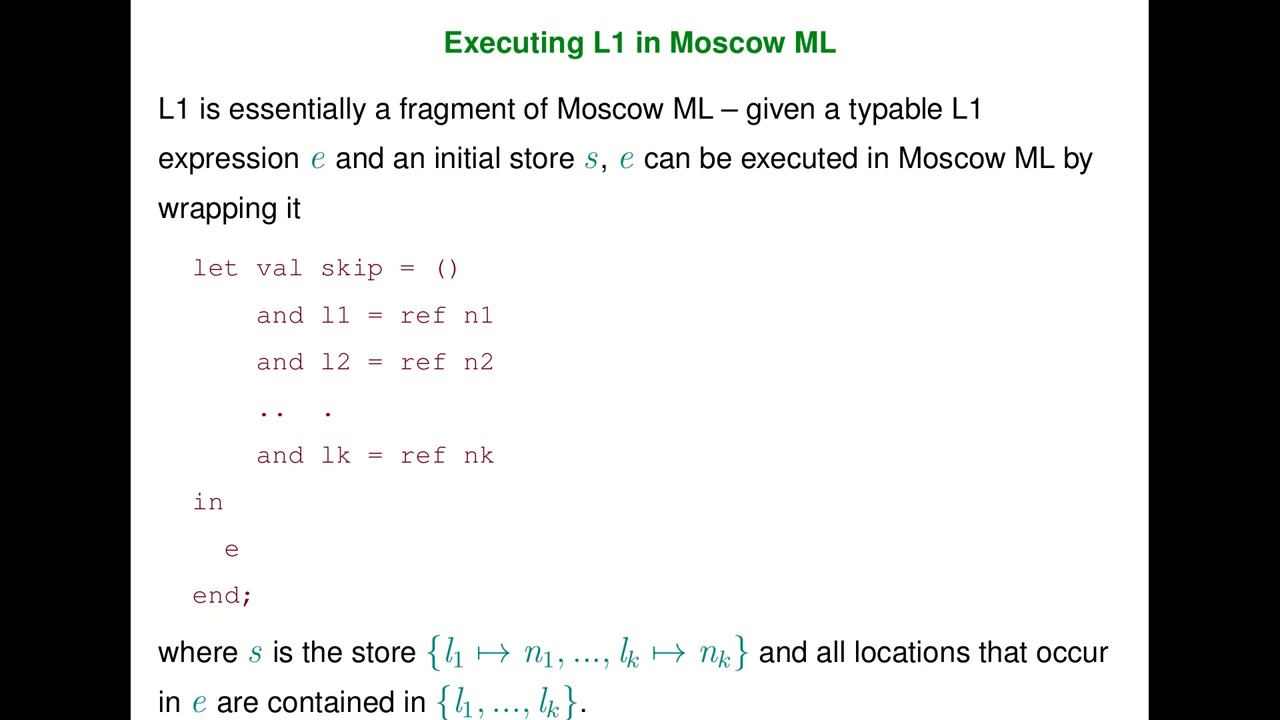 Executing L1 in Moscow ML
L1 is essentially a fragment of Moscow ML – given a typable L1
expression e and an initial store s, e can be executed in Moscow ML by
wrapping it
let val skip = ()
and l1 = ref n1
and l2 = ref n2
.. .
and lk = ref nk
in
e
end;
where s is the store {l₁ ↦ n₁, ..., lₖ ↦ nₖ} and all locations that occur
in e are contained in {l₁, ..., lₖ}.